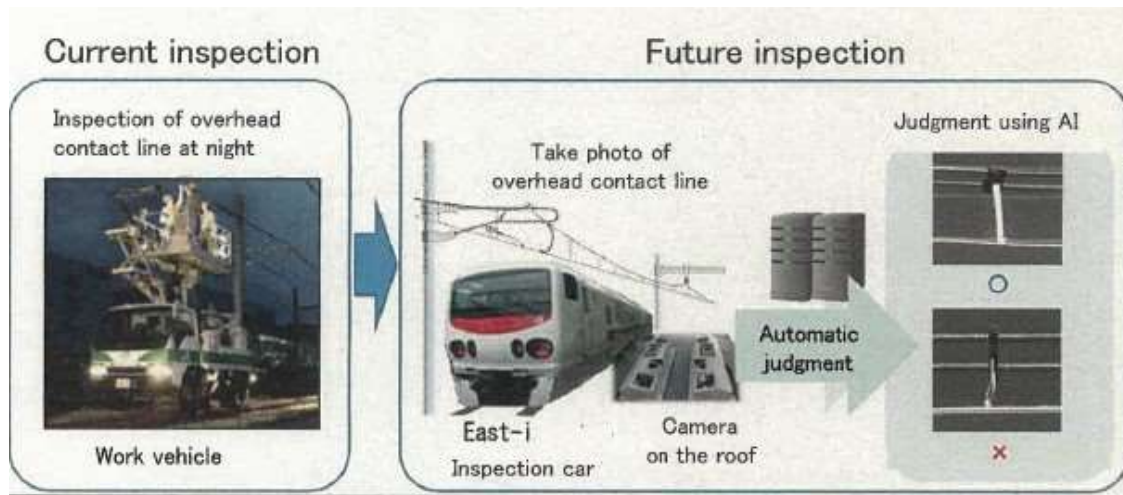 Current inspection
Inspection of overhead
contact line at night
Work vehicle
Future inspection
Take photo of
overhead contact line
East-i
Inspection car
Camera
on the roof
Automatic
judgment
Judgment using AI
○
×